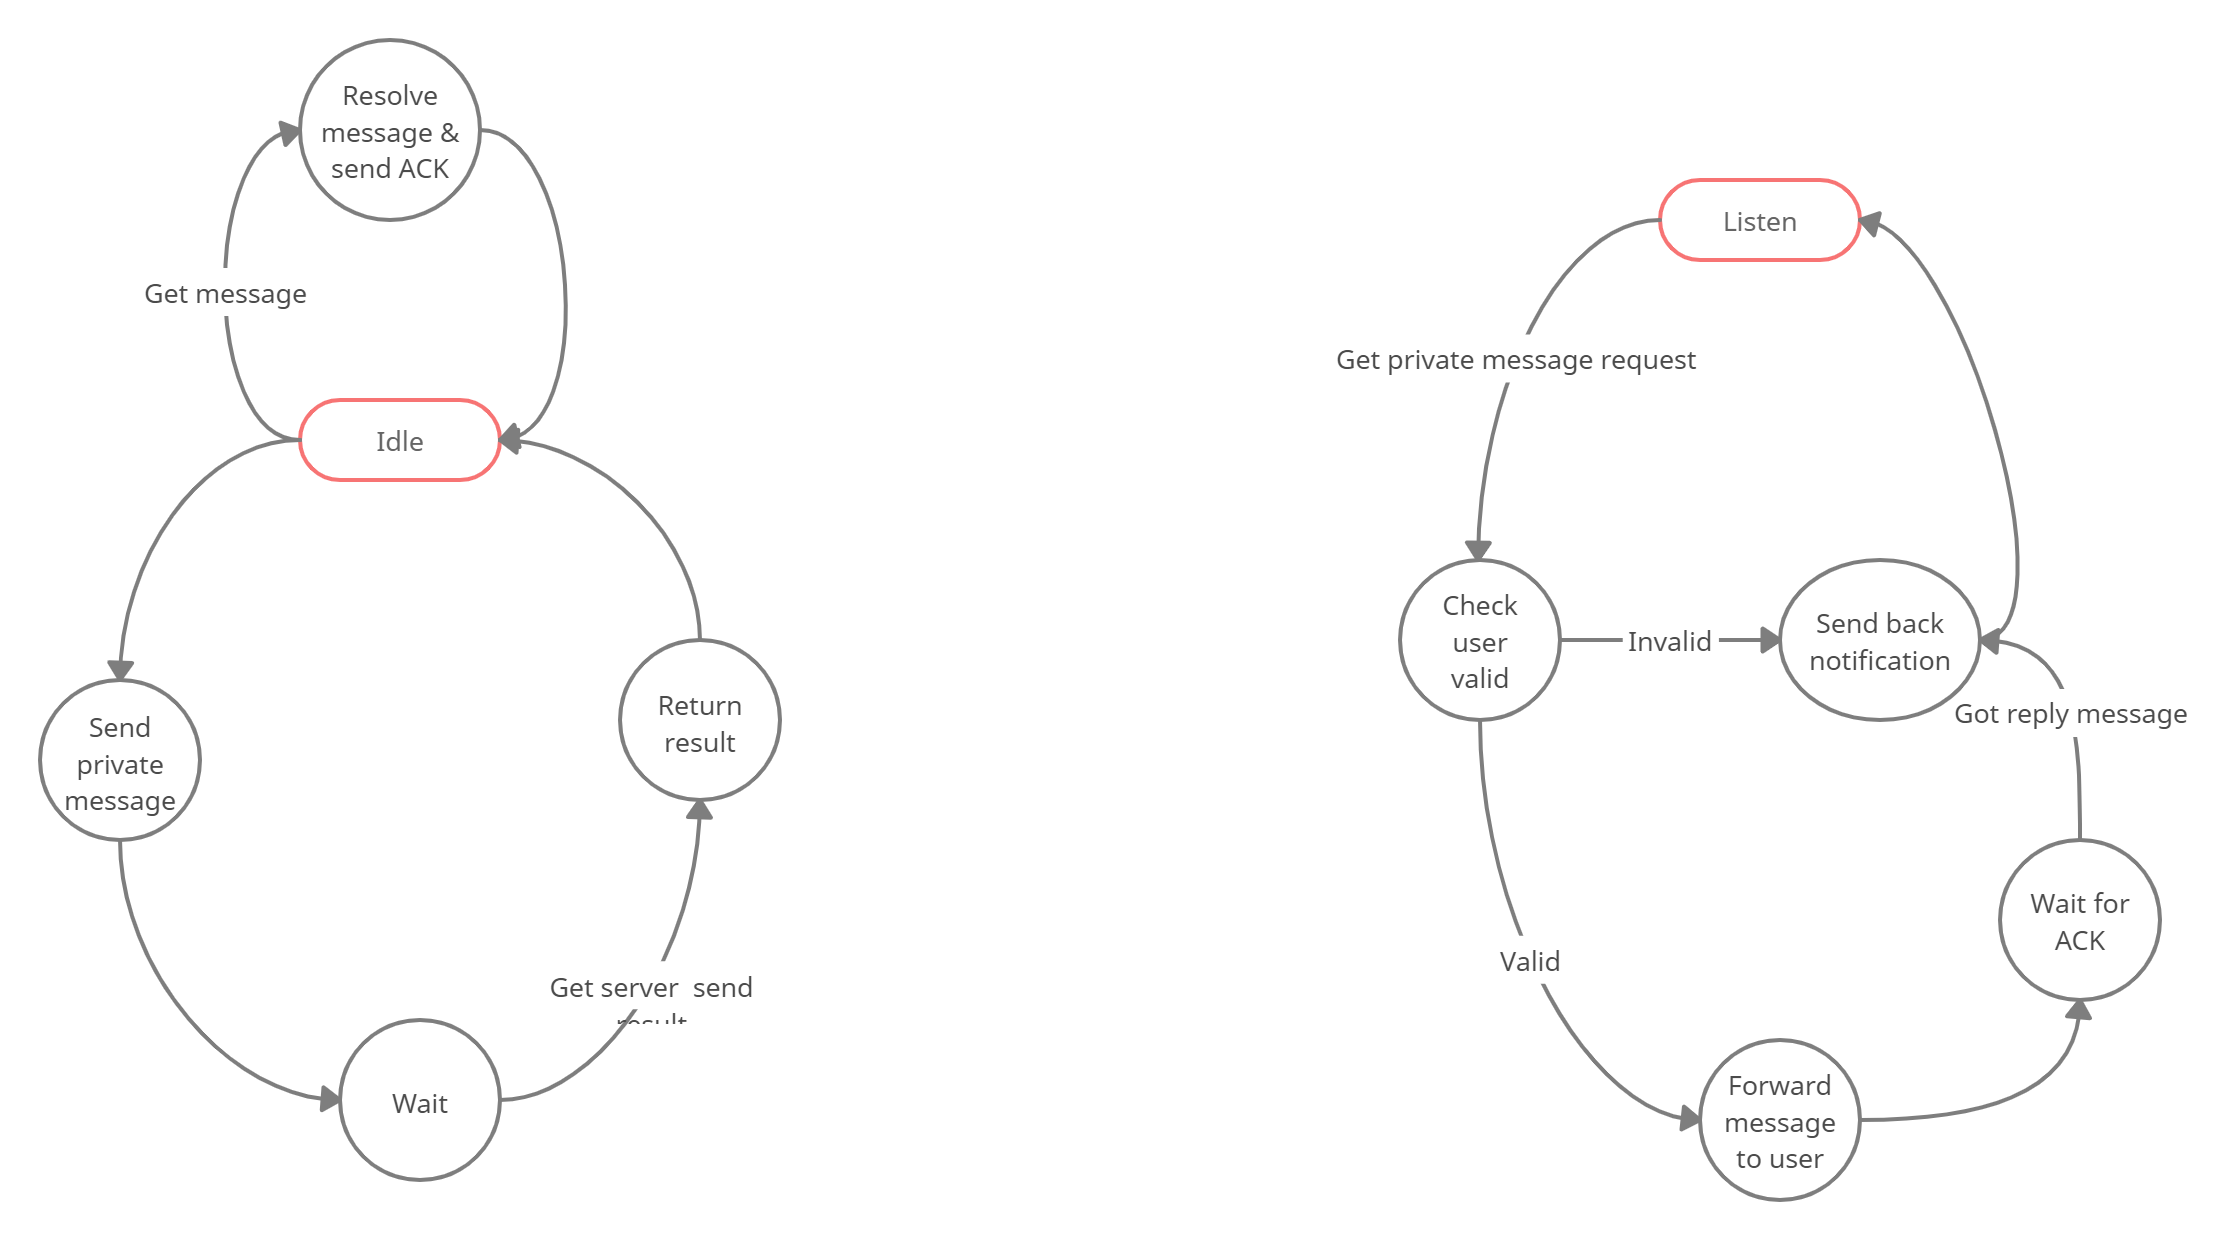 Resolve
message &
send ACK
Get message
Idle
Send
private
message
Return
result
Get server  send
result
Wait
Listen
Get private message request
Check
user
valid
Invalid
Send back
notification
Got reply message
Wait for
ACK
Valid
Forward
message
to user